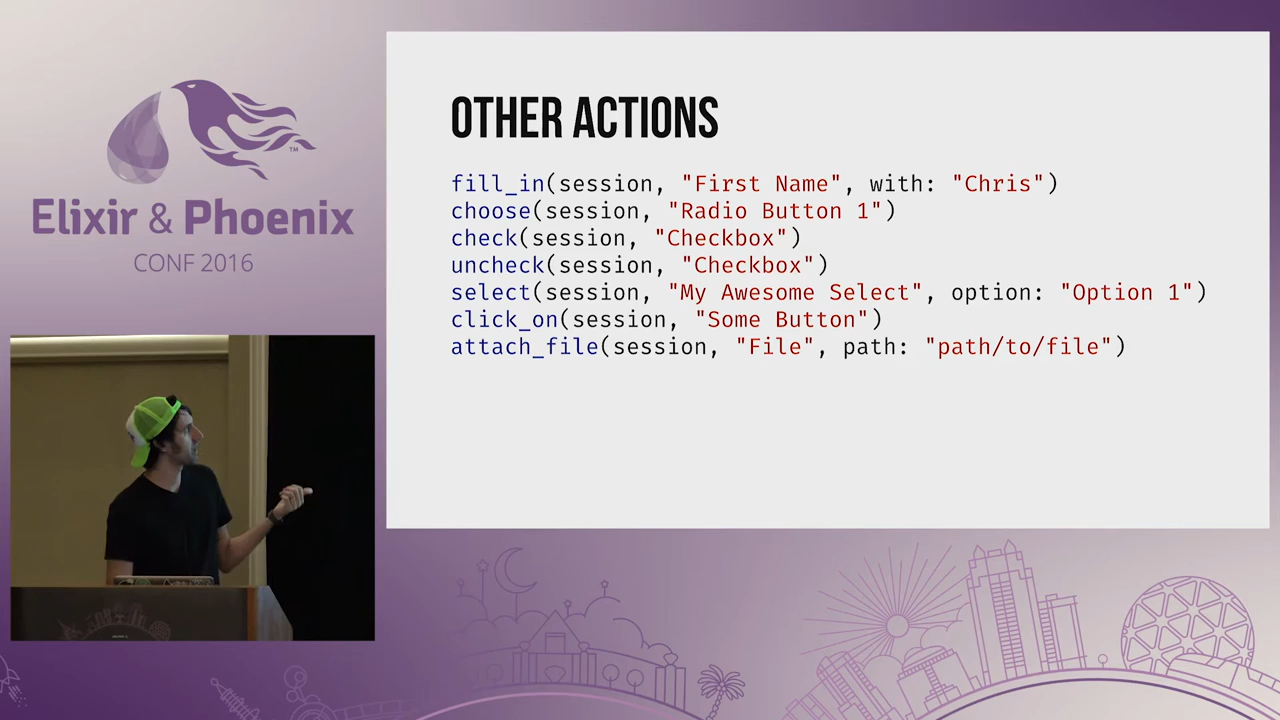 Elixir & Phoenix
CONF 2016
TM
OTHER ACTIONS
fill_in(session, "First Name", with: "Chris")
choose(session, "Radio Button 1")
check(session, "Checkbox")
uncheck(session, "Checkbox")
select(session, "My Awesome Select", option: "Option 1")
click_on(session, "Some Button")
attach_file(session, "File", path: "path/to/file")